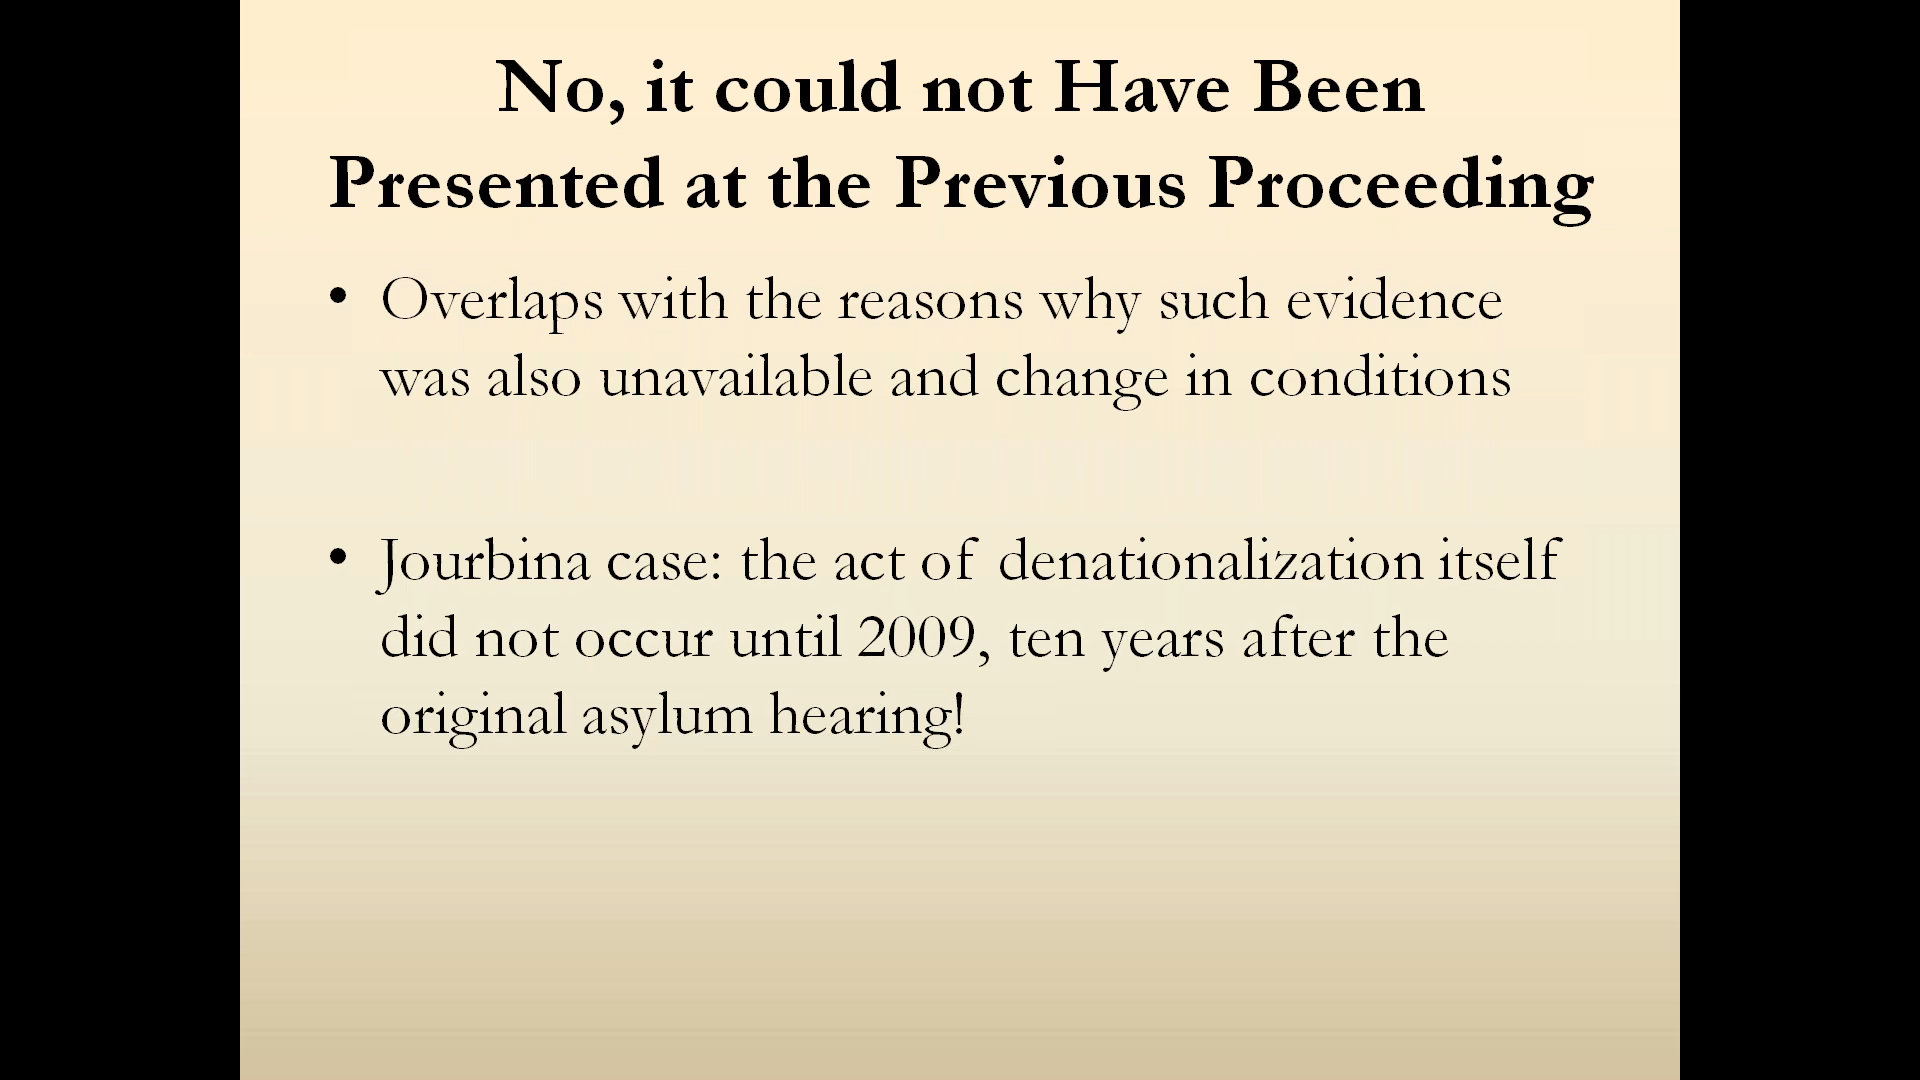 No, it could not Have Been
Presented at the Previous Proceeding
• Overlaps with the reasons why such evidence
was also unavailable and change in conditions
• Jourbina case: the act of denationalization itself
did not occur until 2009, ten years after the
original asylum hearing!